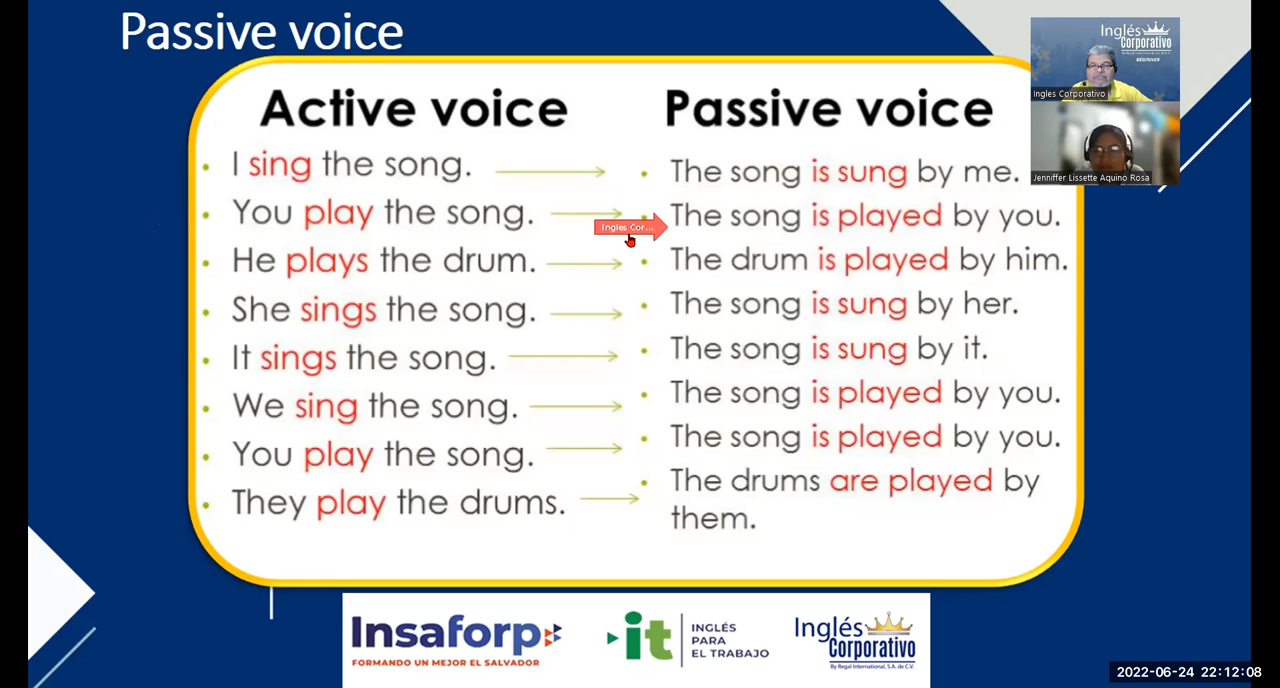 Passive voice
Active voice
I sing the song.
You play the song.
He plays the drum.
She sings the song.
It sings the song.
We sing the song.
You play the song.
They play the drums.
Passive voice
The song is sung by me.
The song is played by you.
The drum is played by him.
The song is sung by her.
The song is sung by it.
The song is played by you.
The song is played by you.
The drums are played by
them.
Ingles Cor...
Inglés
Corporativo
BEGINNER
Ingles Corporativo
Jenniffer Lissette Aquino Rosa
Insaforp
FORMANDO UN MEJOR EL SALVADOR
it
INGLÉS
PARA
EL TRABAJO
Inglés
Corporativo
By Regal International, S.A. de C.V.
2022-06-24 22:12:08